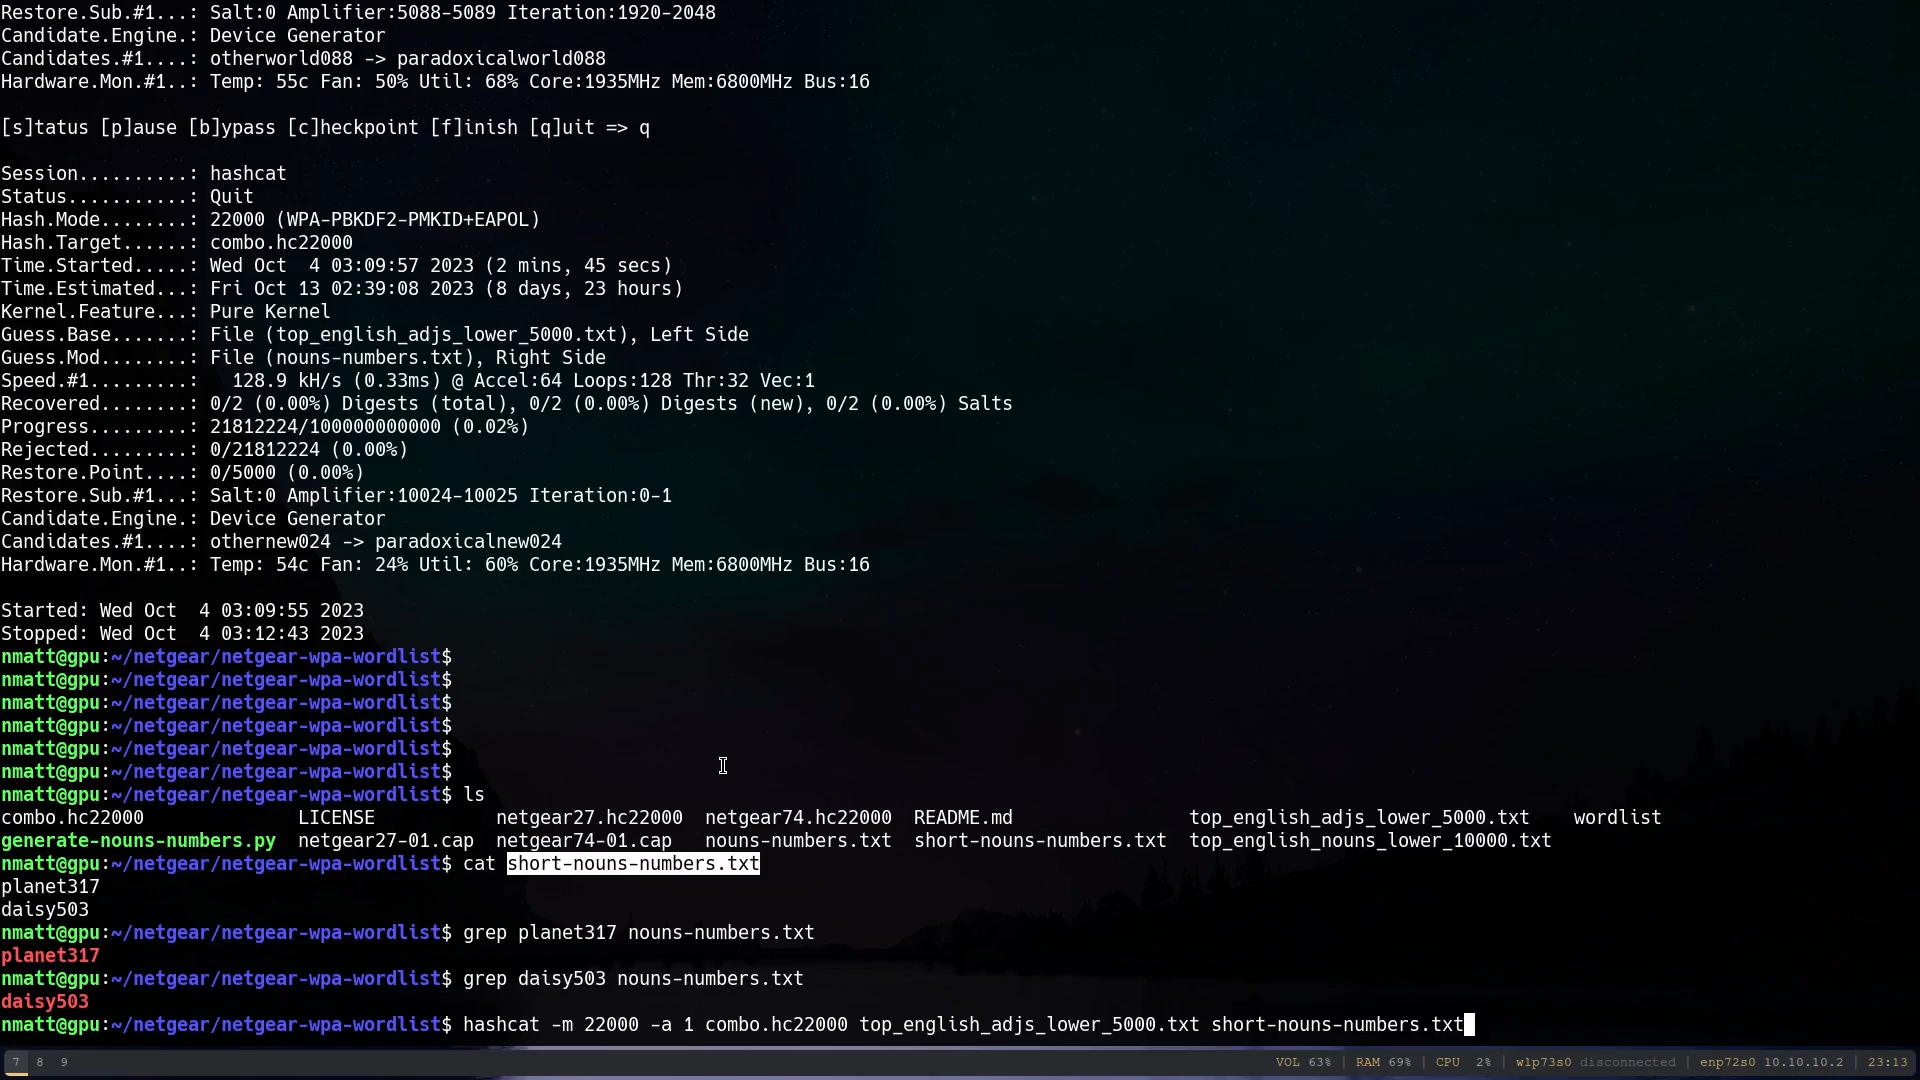 Restore.Sub.#1...: Salt:0 Amplifier:5088-5089 Iteration:1920-2048
Candidate.Engine.: Device Generator
Candidates.#1....: otherworld088 -> paradoxicalworld088
Hardware.Mon.#1..: Temp: 55c Fan: 50% Util: 68% Core:1935MHz Mem:6800MHz Bus:16
[s]tatus [p]ause [b]ypass [c]heckpoint [f]inish [q]uit => q
Session..........: hashcat
Status...........: Quit
Hash.Mode........: 22000 (WPA-PBKDF2-PMKID+EAPOL)
Hash.Target......: combo.hc22000
Time.Started.....: Wed Oct  4 03:09:57 2023 (2 mins, 45 secs)
Time.Estimated...: Fri Oct 13 02:39:08 2023 (8 days, 23 hours)
Kernel.Feature...: Pure Kernel
Guess.Base.......: File (top_english_adjs_lower_5000.txt), Left Side
Guess.Mod........: File (nouns-numbers.txt), Right Side
Speed.#1.........:   128.9 kH/s (0.33ms) @ Accel:64 Loops:128 Thr:32 Vec:1
Recovered........: 0/2 (0.00%) Digests (total), 0/2 (0.00%) Digests (new), 0/2 (0.00%) Salts
Progress.........: 21812224/100000000000 (0.02%)
Rejected.........: 0/21812224 (0.00%)
Restore.Point....: 0/5000 (0.00%)
Restore.Sub.#1...: Salt:0 Amplifier:10024-10025 Iteration:0-1
Candidate.Engine.: Device Generator
Candidates.#1....: othernew024 -> paradoxicalnew024
Hardware.Mon.#1..: Temp: 54c Fan: 24% Util: 60% Core:1935MHz Mem:6800MHz Bus:16
Started: Wed Oct  4 03:09:55 2023
Stopped: Wed Oct  4 03:12:43 2023
nmatt@gpu:~/netgear/netgear-wpa-wordlist$
nmatt@gpu:~/netgear/netgear-wpa-wordlist$
nmatt@gpu:~/netgear/netgear-wpa-wordlist$
nmatt@gpu:~/netgear/netgear-wpa-wordlist$
nmatt@gpu:~/netgear/netgear-wpa-wordlist$
nmatt@gpu:~/netgear/netgear-wpa-wordlist$
nmatt@gpu:~/netgear/netgear-wpa-wordlist$ ls
combo.hc22000              LICENSE           netgear27.hc22000  netgear74.hc22000  README.md                top_english_adjs_lower_5000.txt    wordlist
generate-nouns-numbers.py  netgear27-01.cap  netgear74-01.cap   nouns-numbers.txt  short-nouns-numbers.txt  top_english_nouns_lower_10000.txt
nmatt@gpu:~/netgear/netgear-wpa-wordlist$ cat short-nouns-numbers.txt
planet317
daisy503
nmatt@gpu:~/netgear/netgear-wpa-wordlist$ grep planet317 nouns-numbers.txt
planet317
nmatt@gpu:~/netgear/netgear-wpa-wordlist$ grep daisy503 nouns-numbers.txt
daisy503
nmatt@gpu:~/netgear/netgear-wpa-wordlist$ hashcat -m 22000 -a 1 combo.hc22000 top_english_adjs_lower_5000.txt short-nouns-numbers.txt
7 8 9 VOL 63% | RAM 69% | CPU 2% | wlp73s0 disconnected | enp72s0 10.10.10.2 | 23:13